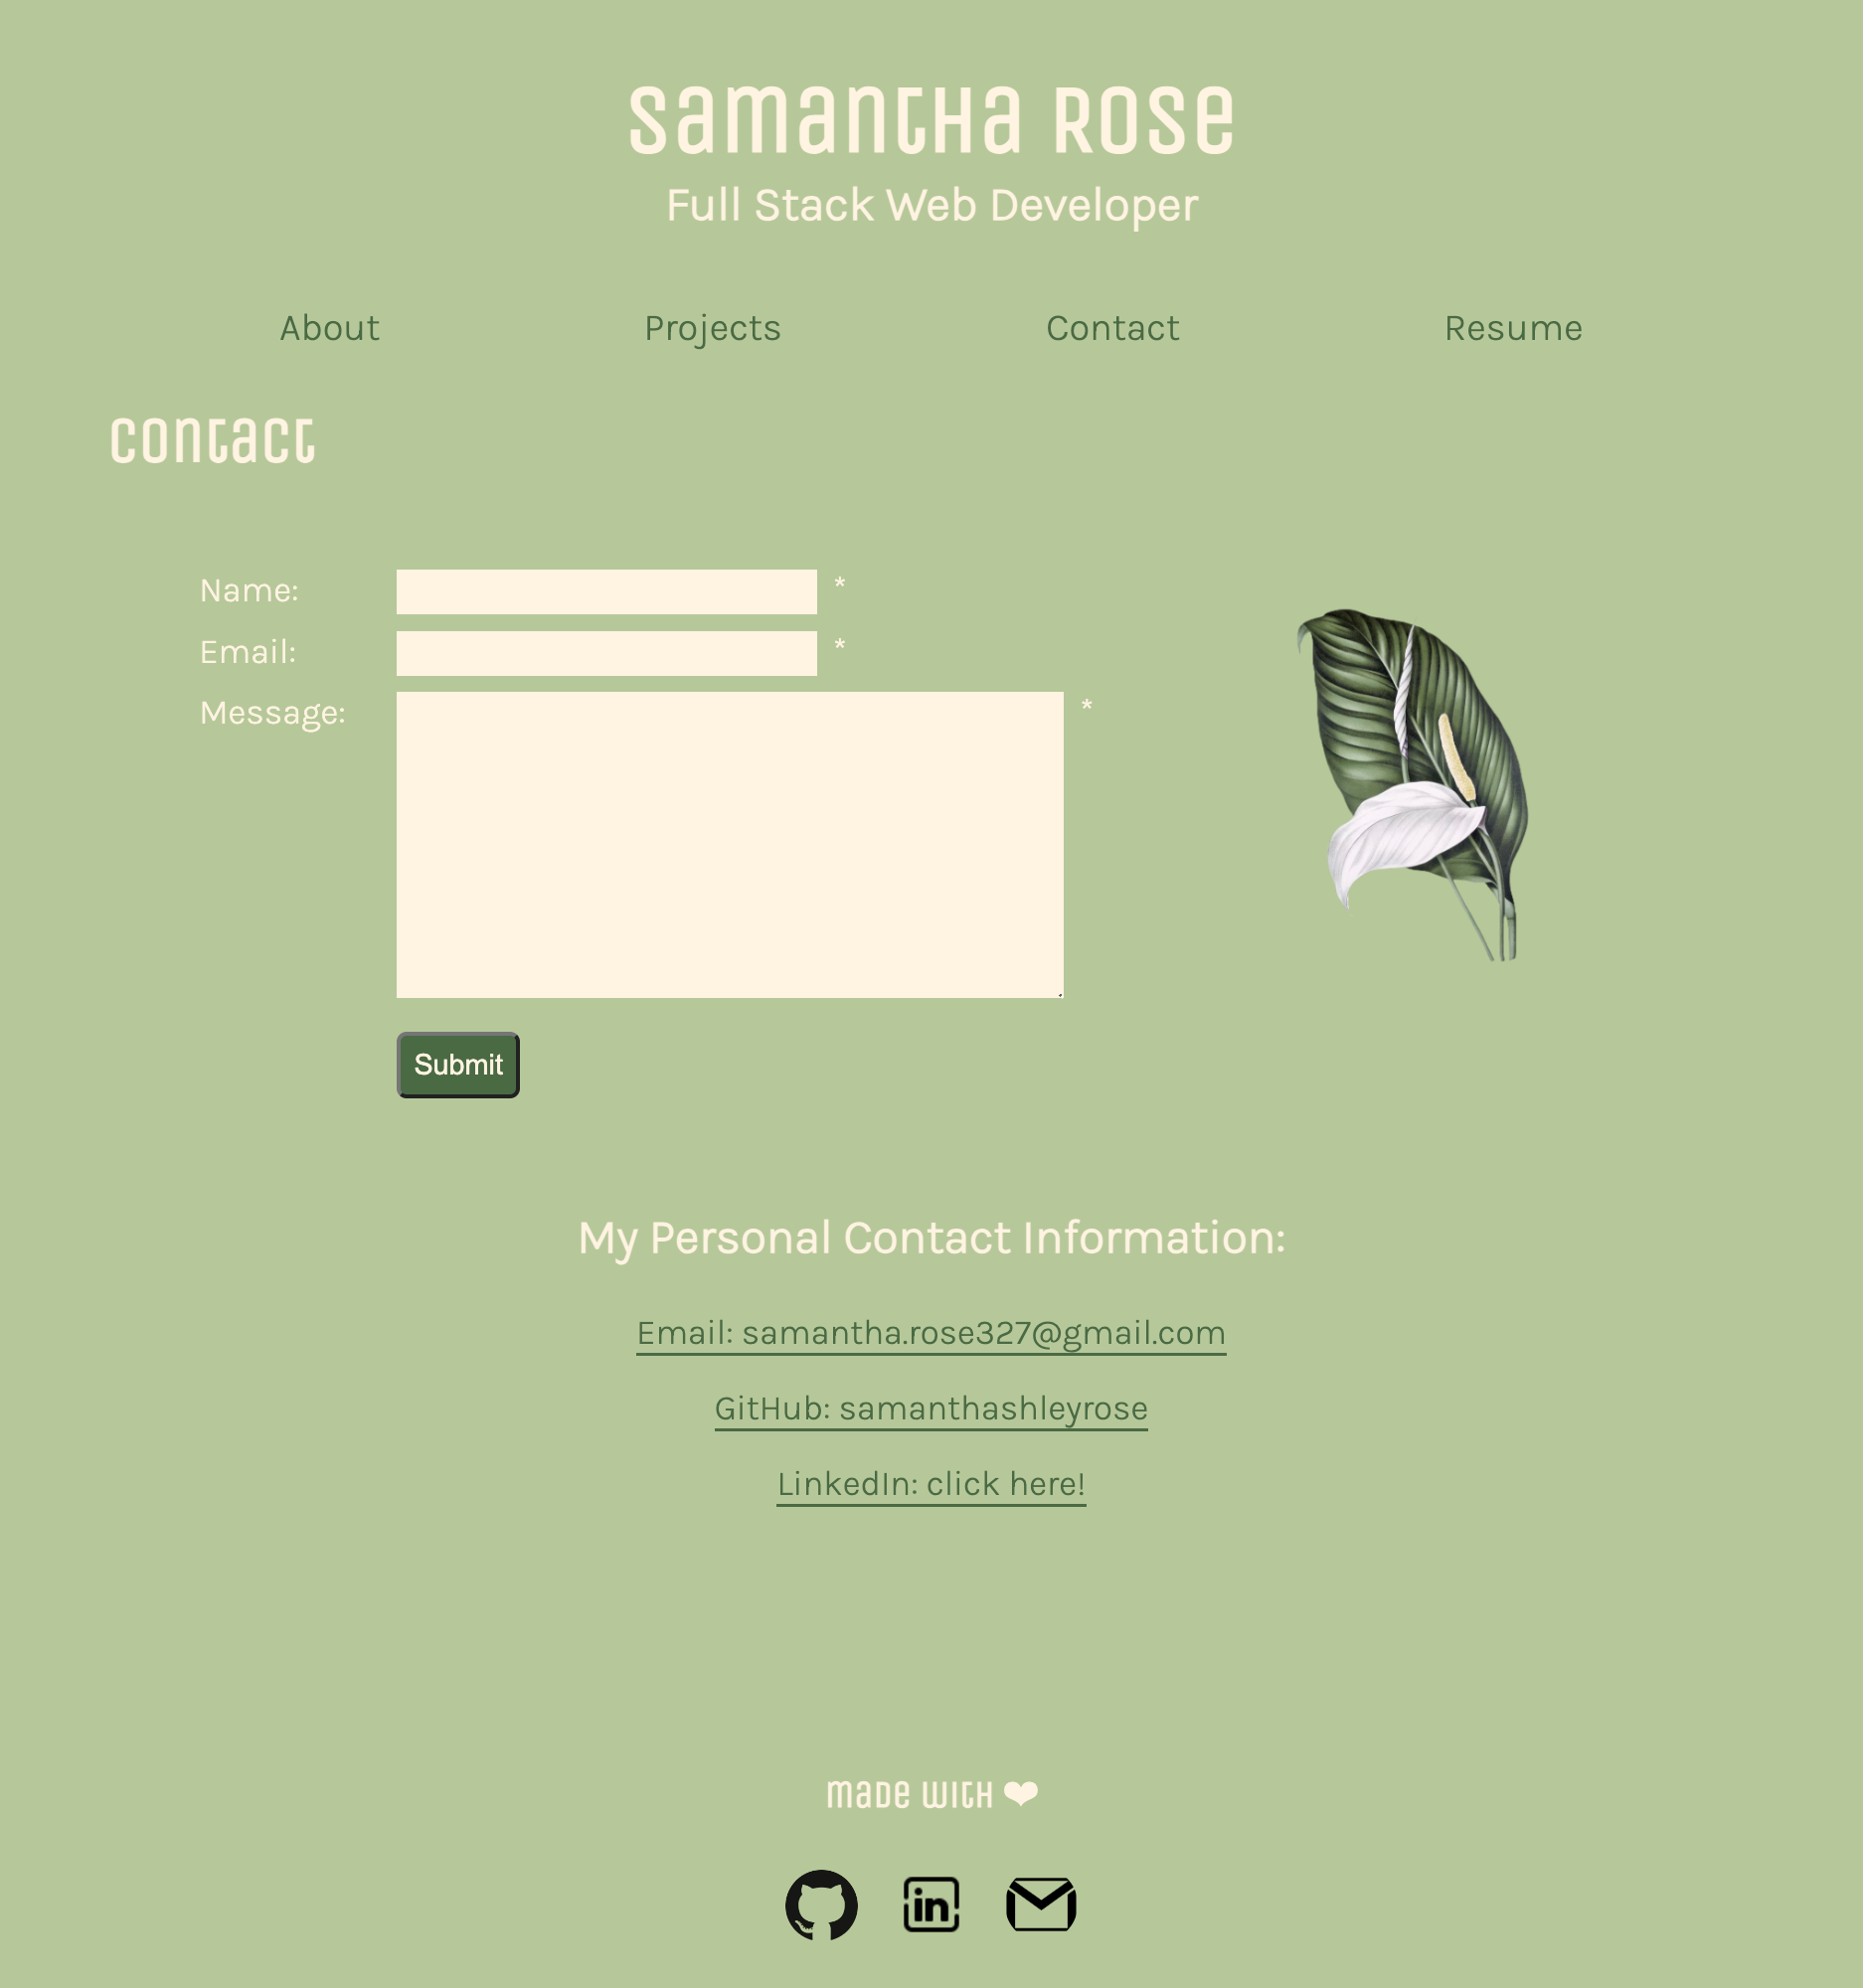 Samantha Rose
Full Stack Web Developer
About Projects Contact Resume
Contact
Name: *
Email: *
Message: *
Submit
My Personal Contact Information:
Email: samantha.rose327@gmail.com
GitHub: samanthashleyrose
LinkedIn: click here!
made with ❤
in